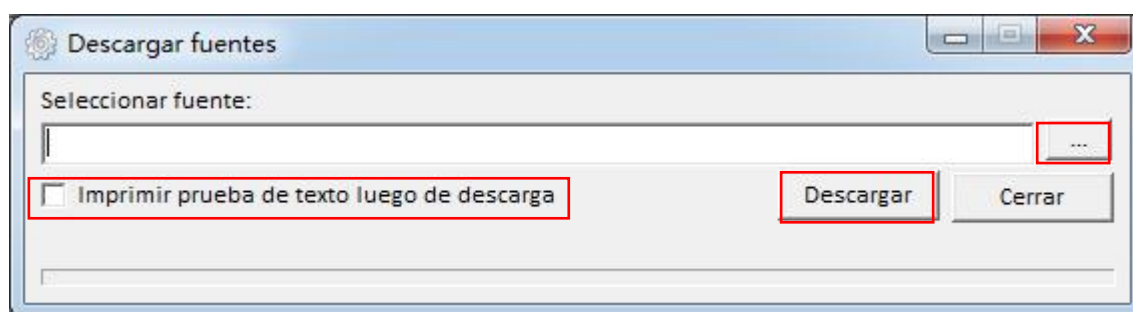 Descargar fuentes
Seleccionar fuente:
...
Imprimir prueba de texto luego de descarga
Descargar
Cerrar